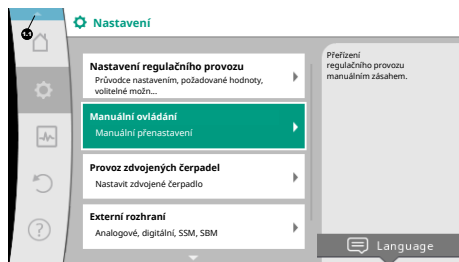 1.1
Nastavení
Nastavení regulačního provozu
Průvodce nastavením, požadované hodnoty,
volitelné možn...
Manuální ovládání
Manuální přenastavení
Provoz zdvojených čerpadel
Nastavit zdvojené čerpadlo
Externí rozhraní
Analogové, digitální, SSM, SBM
Přeřízení
regulačního provozu
manuálním zásahem.
?
Language